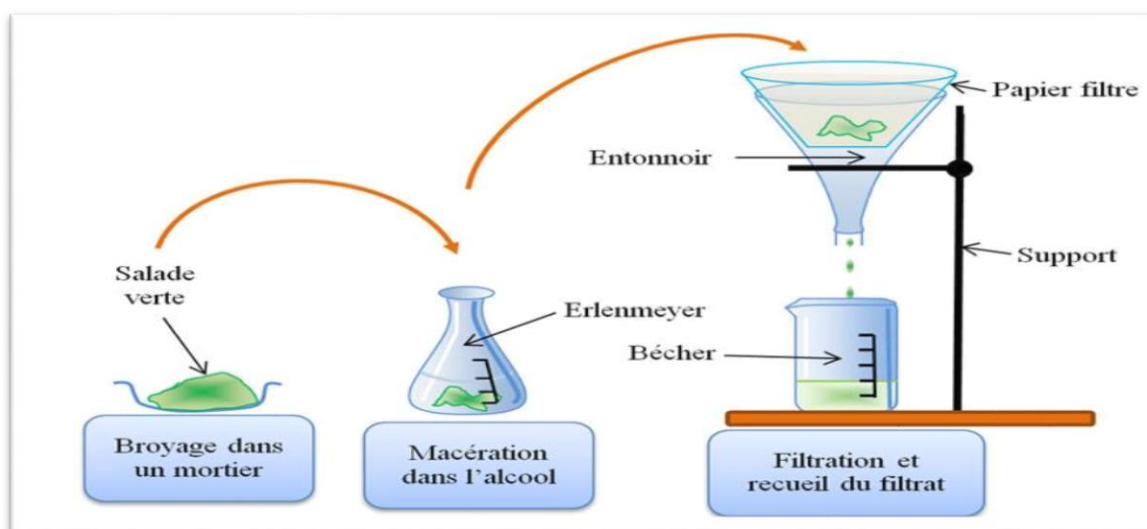 Papier filtre
Entonnoir
Support
Salade
verte
Erlenmeyer
Bécher
Broyage dans
un mortier
Macération
dans l'alcool
Filtration et
recueil du filtrat